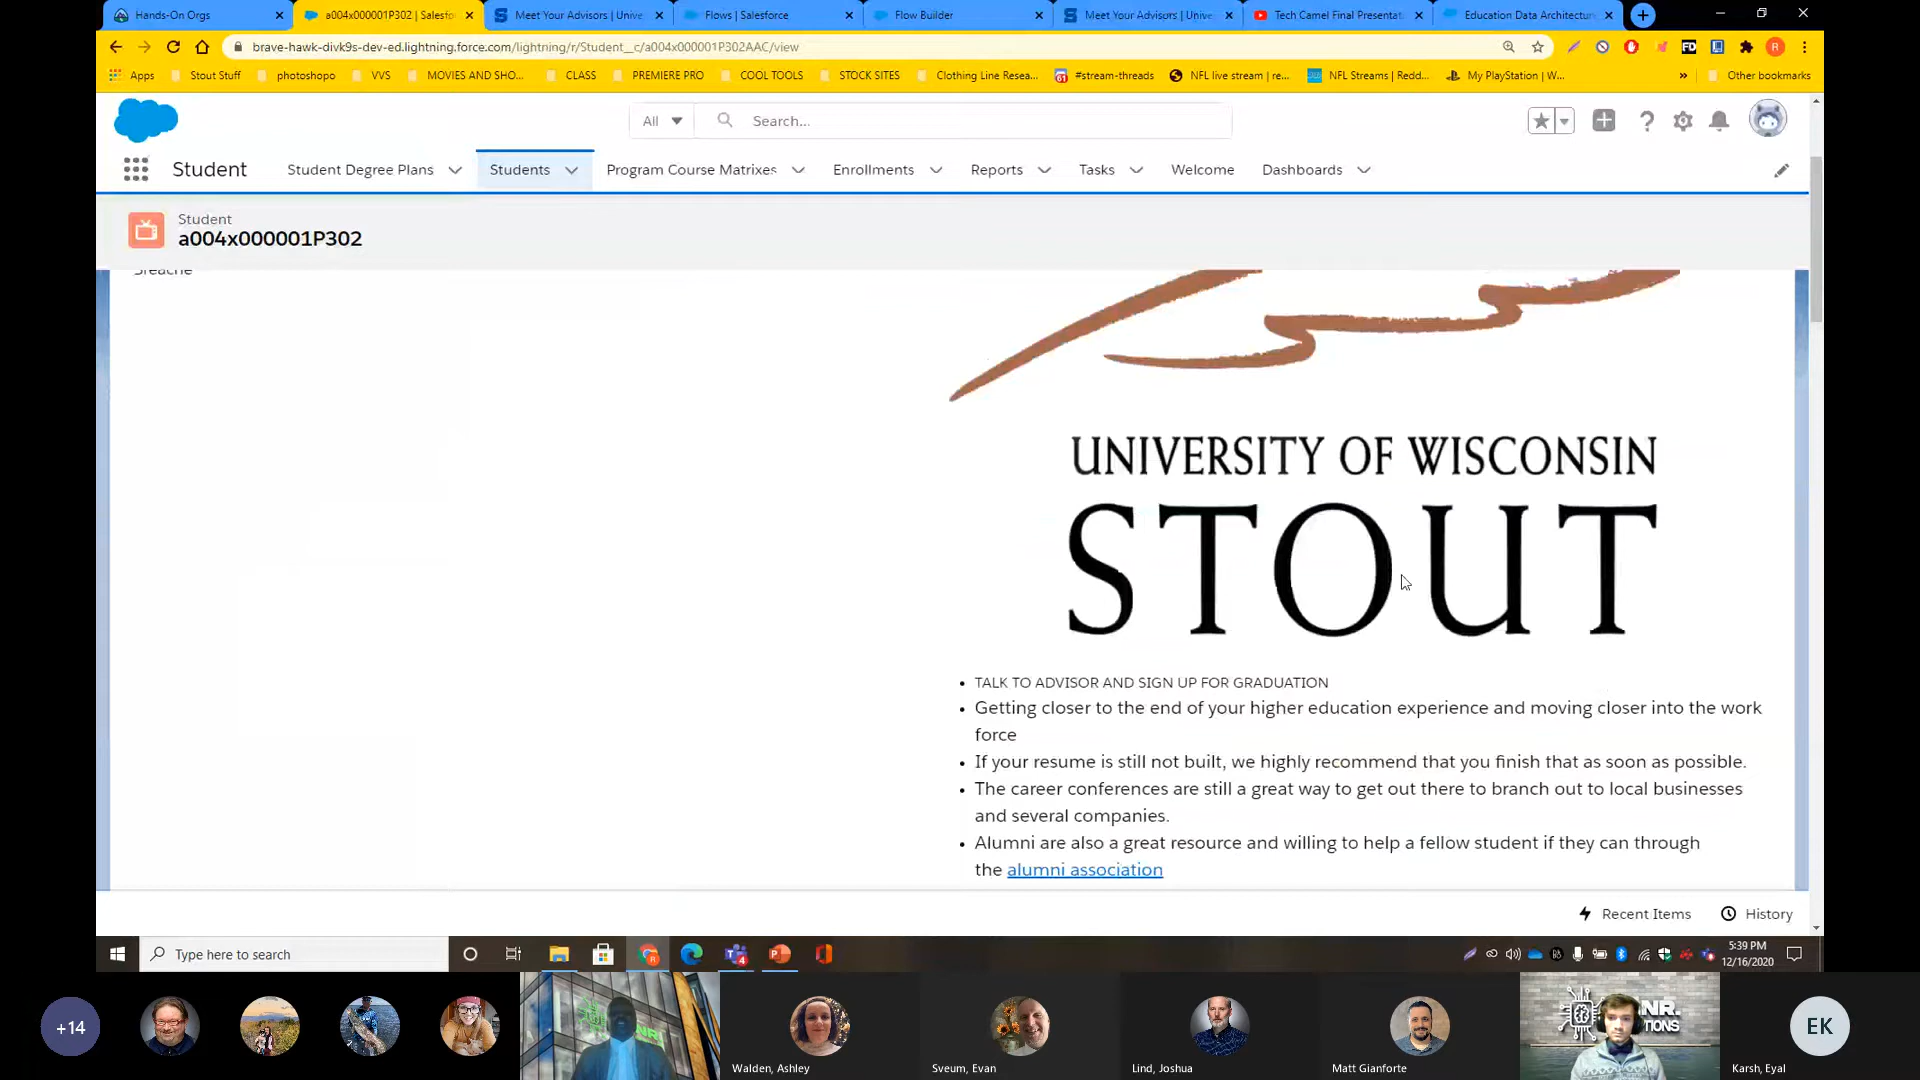 Hands-On Orgs
a004x000001P302 | Salesfo
Meet Your Advisors | Unive
Flows | Salesforce
Flow Builder
Meet Your Advisors | Unive
Tech Camel Final Presentat
Education Data Architectur
brave-hawk-divk9s-dev-ed.lightning.force.com/lightning/r/Student__c/a004x000001P302AAC/view
FD
R
Apps
Stout Stuff
photoshopo
VVS
MOVIES AND SHO...
CLASS
PREMIERE PRO
COOL TOOLS
STOCK SITES
Clothing Line Resea...
61
#stream-threads
NFL live stream | re...
NFL Streams | Redd...
My PlayStation | W...
»
Other bookmarks
All
Search...
Student
Student Degree Plans
Students
Program Course Matrixes
Enrollments
Reports
Tasks
Welcome
Dashboards
Student
a004x000001P302
UNIVERSITY OF WISCONSIN
STOUT
• TALK TO ADVISOR AND SIGN UP FOR GRADUATION
• Getting closer to the end of your higher education experience and moving closer into the work
force
• If your resume is still not built, we highly recommend that you finish that as soon as possible.
• The career conferences are still a great way to get out there to branch out to local businesses
and several companies.
• Alumni are also a great resource and willing to help a fellow student if they can through
the alumni association
Recent Items
History
Type here to search
4
5:39 PM
12/16/2020
+14
NR.
Walden, Ashley
Sveum, Evan
Lind, Joshua
Matt Gianforte
NR.
TIONS
EK
Karsh, Eyal